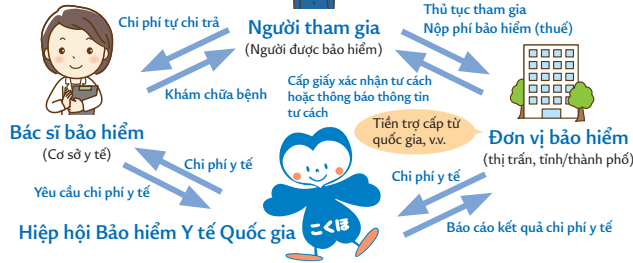 Chi phí tự chi trả
Người tham gia
(Người được bảo hiểm)
Thủ tục tham gia
Nộp phí bảo hiểm (thuế)
Khám chữa bệnh
Cấp giấy xác nhận tư cách
hoặc thông báo thông tin
tư cách
Tiền trợ cấp từ
quốc gia, v.v.
Bác sĩ bảo hiểm
(Cơ sở y tế)
Đơn vị bảo hiểm
(thị trấn, tỉnh/thành phố)
Chi phí y tế
Chi phí y tế
Yêu cầu chi phí y tế
こくほ
Báo cáo kết quả chi phí y tế
Hiệp hội Bảo hiểm Y tế Quốc gia